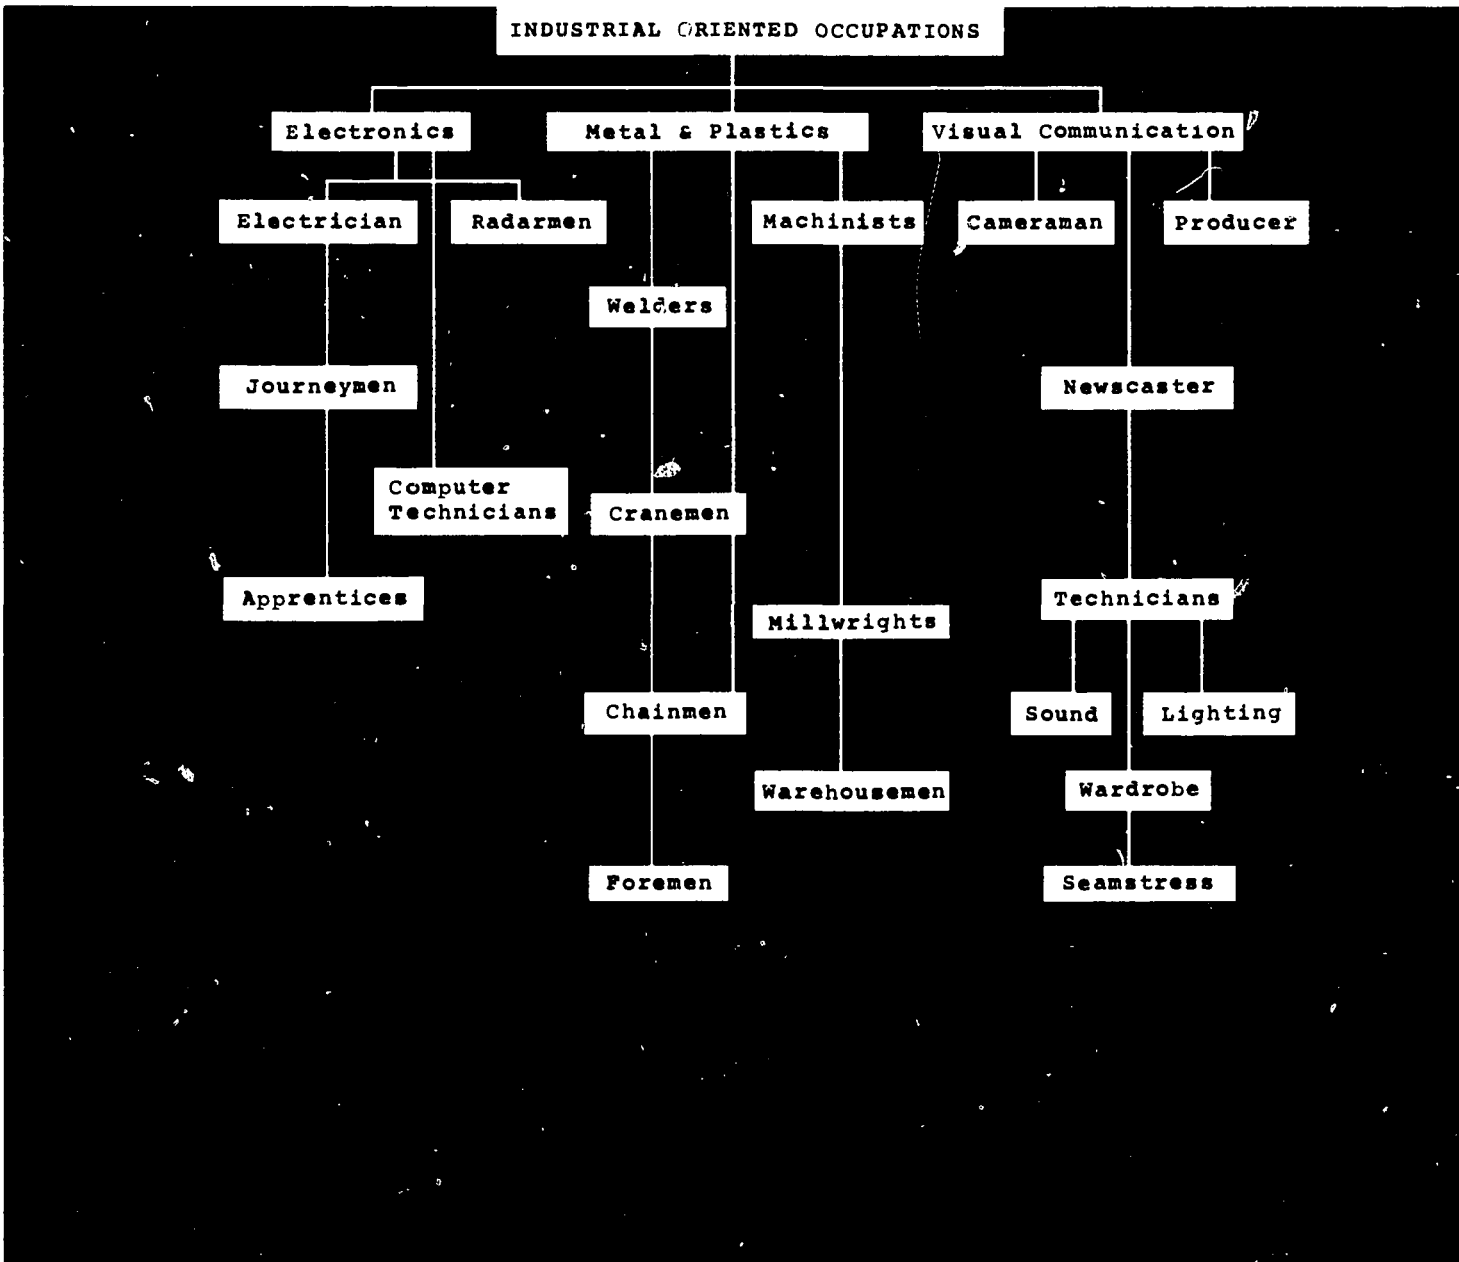 INDUSTRIAL ORIENTED OCCUPATIONS
Electronics
Metal & Plastics
Visual Communication
Electrician
Radarmen
Machinists
Cameraman
Producer
Welders
Journeymen
Newscaster
Computer
Technicians
Cranemen
Apprentices
Technicians
Millwrights
Chainmen
Sound
Lighting
Warehousemen
Wardrobe
Foremen
Seamstress